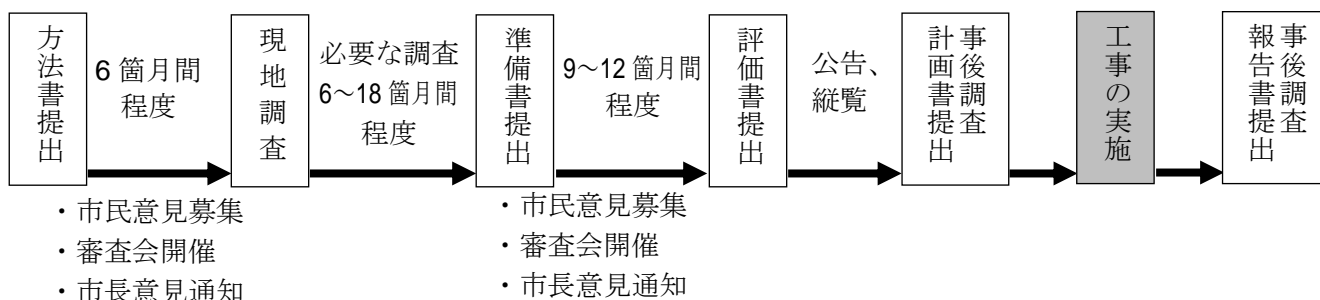 方法書提出
6箇月間
程度
現地調査
必要な調査
6～18箇月間
程度
準備書提出
9～12箇月間
程度
評価書提出
公告、
縦覧
事後調査
計画書提出
工事の実施
事後調査
報告書提出
・市民意見募集
・審査会開催
・市長意見通知
・市民意見募集
・審査会開催
・市長意見通知